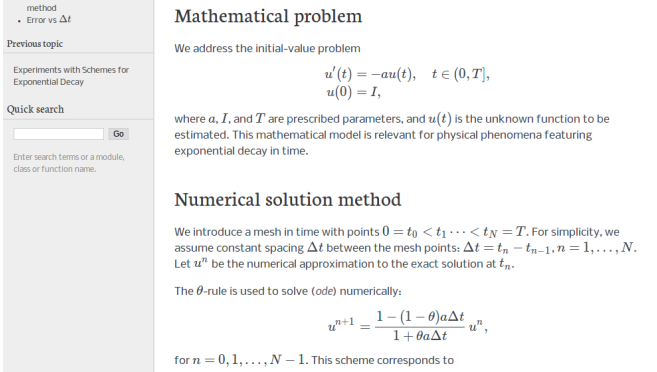 method
• Error vs Δt
Previous topic
Experiments with Schemes for
Exponential Decay
Quick search
Go
Enter search terms or a module,
class or function name.
Mathematical problem
We address the initial-value problem
u′(t) = −au(t), t ∈ (0, T],
u(0) = I,
where a, I, and T are prescribed parameters, and u(t) is the unknown function to be
estimated. This mathematical model is relevant for physical phenomena featuring
exponential decay in time.
Numerical solution method
We introduce a mesh in time with points 0 = t₀ < t₁ ⋯ < t_N = T. For simplicity, we
assume constant spacing Δt between the mesh points: Δt = tₙ − tₙ₋₁, n = 1, …, N.
Let uⁿ be the numerical approximation to the exact solution at tₙ.
The θ-rule is used to solve (ode) numerically:
uⁿ⁺¹ = (1 − (1 − θ)aΔt)/(1 + θaΔt) uⁿ,
for n = 0, 1, …, N − 1. This scheme corresponds to